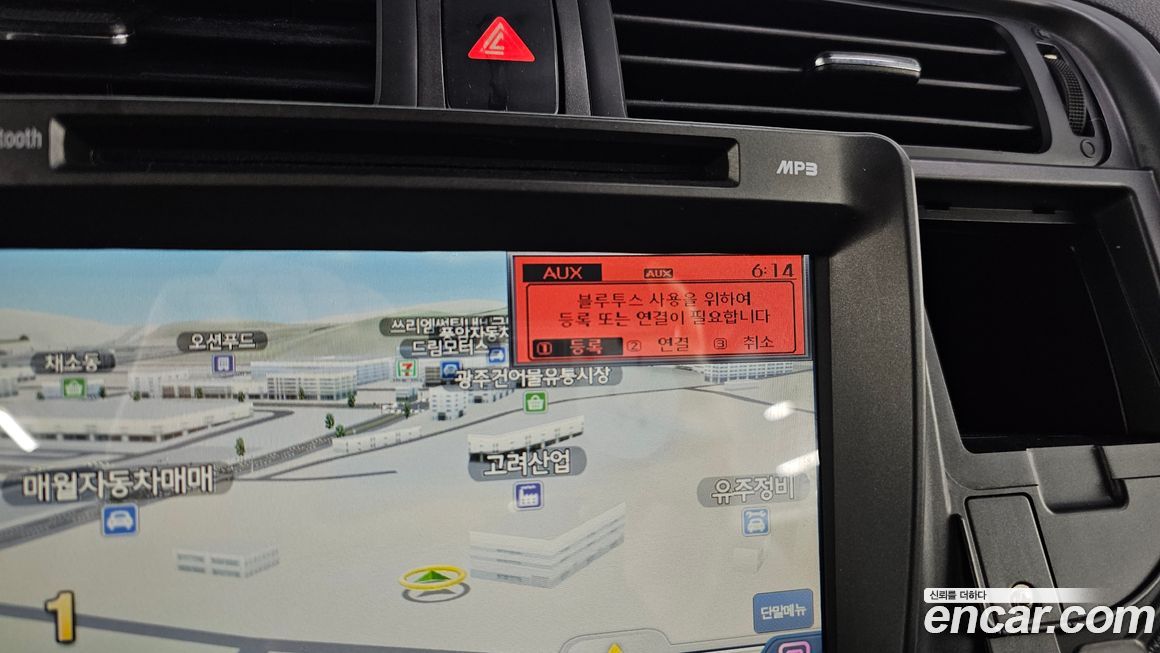 tooth
MP3
AUX AUX 6:14
블루투스 사용을 위하여
등록 또는 연결이 필요합니다
1 등록 2 연결 3 취소
오션푸드
채소동
드림모터스
7
광주건어물유통시장
고려산업
매월자동차매매
유주정비
1
단말메뉴
신뢰를 더하다
encar.com